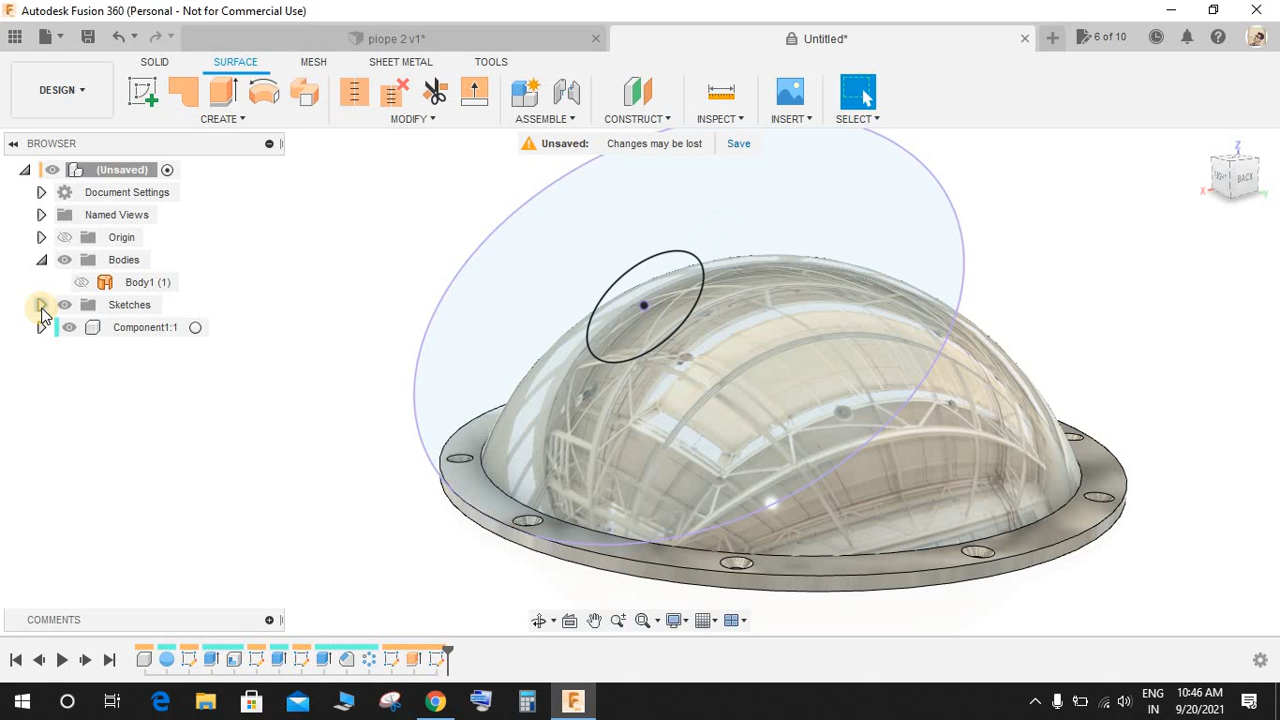 Autodesk Fusion 360 (Personal - Not for Commercial Use)
piope 2 v1*
Untitled*
6 of 10
DESIGN
SOLID
SURFACE
MESH
SHEET METAL
TOOLS
CREATE
MODIFY
ASSEMBLE
CONSTRUCT
INSPECT
INSERT
SELECT
BROWSER
Unsaved: Changes may be lost Save
(Unsaved)
Document Settings
Named Views
Origin
Bodies
Body1 (1)
Sketches
Component1:1
Z
RIGHT BACK
X
Y
COMMENTS
ENG
IN
10:46 AM
9/20/2021